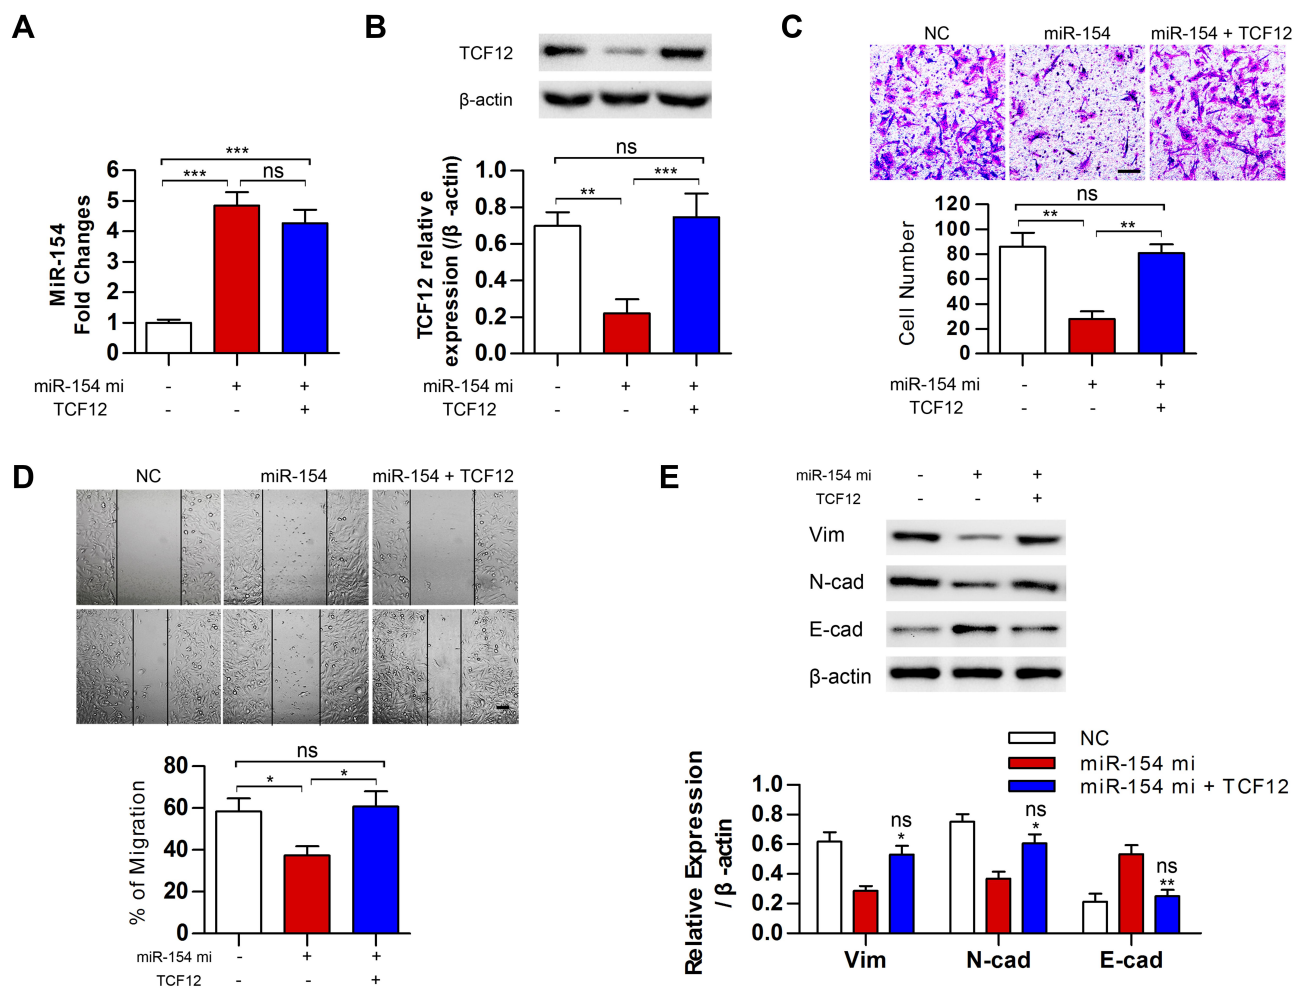 A
***
***
ns
MiR-154
Fold Changes
6
5
4
3
2
1
0
miR-154 mi - + +
TCF12 - - +
B
TCF12
β-actin
ns
**
***
TCF12 relative
expression (/β -actin)
1.0
0.8
0.6
0.4
0.2
0.0
miR-154 mi - + +
TCF12 - - +
C
NC miR-154 miR-154 + TCF12
ns
**
**
Cell Number
120
100
80
60
40
20
0
miR-154 mi - + +
TCF12 - - +
D
NC miR-154 miR-154 + TCF12
ns
*
*
% of Migration
80
60
40
20
0
miR-154 mi - + +
TCF12 - - +
E
miR-154 mi - + +
TCF12 - - +
Vim
N-cad
E-cad
β-actin
NC
miR-154 mi
miR-154 mi + TCF12
Relative Expression
/ β -actin
1.0
0.8
0.6
0.4
0.2
0.0
ns
*
ns
*
ns
**
Vim N-cad E-cad